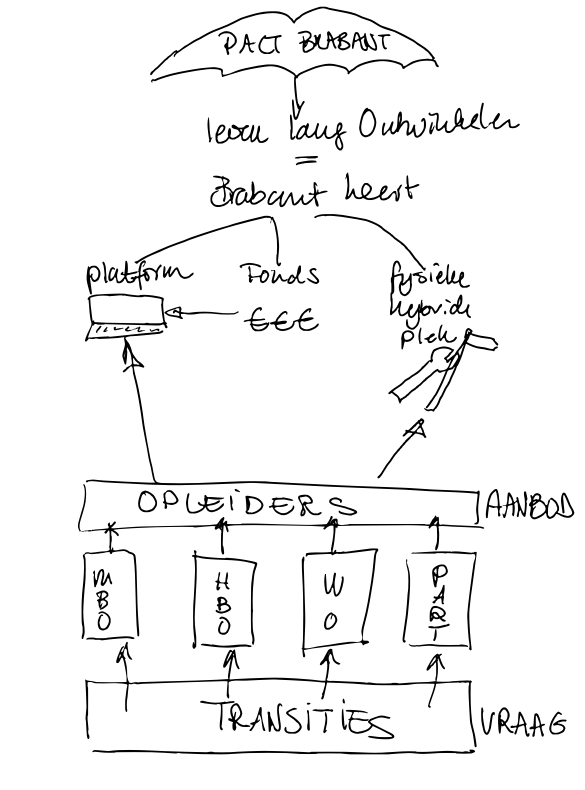 PACT BRABANT
leven lang Ontwikkelen
=
Brabant leert
platform
Fonds
fysieke
hybride
plek
€€€
OPLEIDERS
AANBOD
MBO
HBO
WO
PART
TRANSITIES
VRAAG